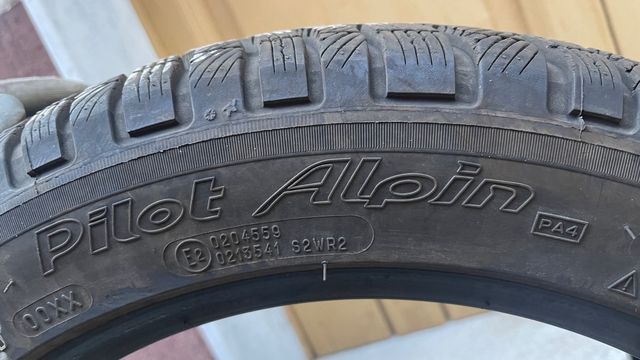 Pilot Alpin PA4
E2 0204559
0213541 S2WR2
00XX